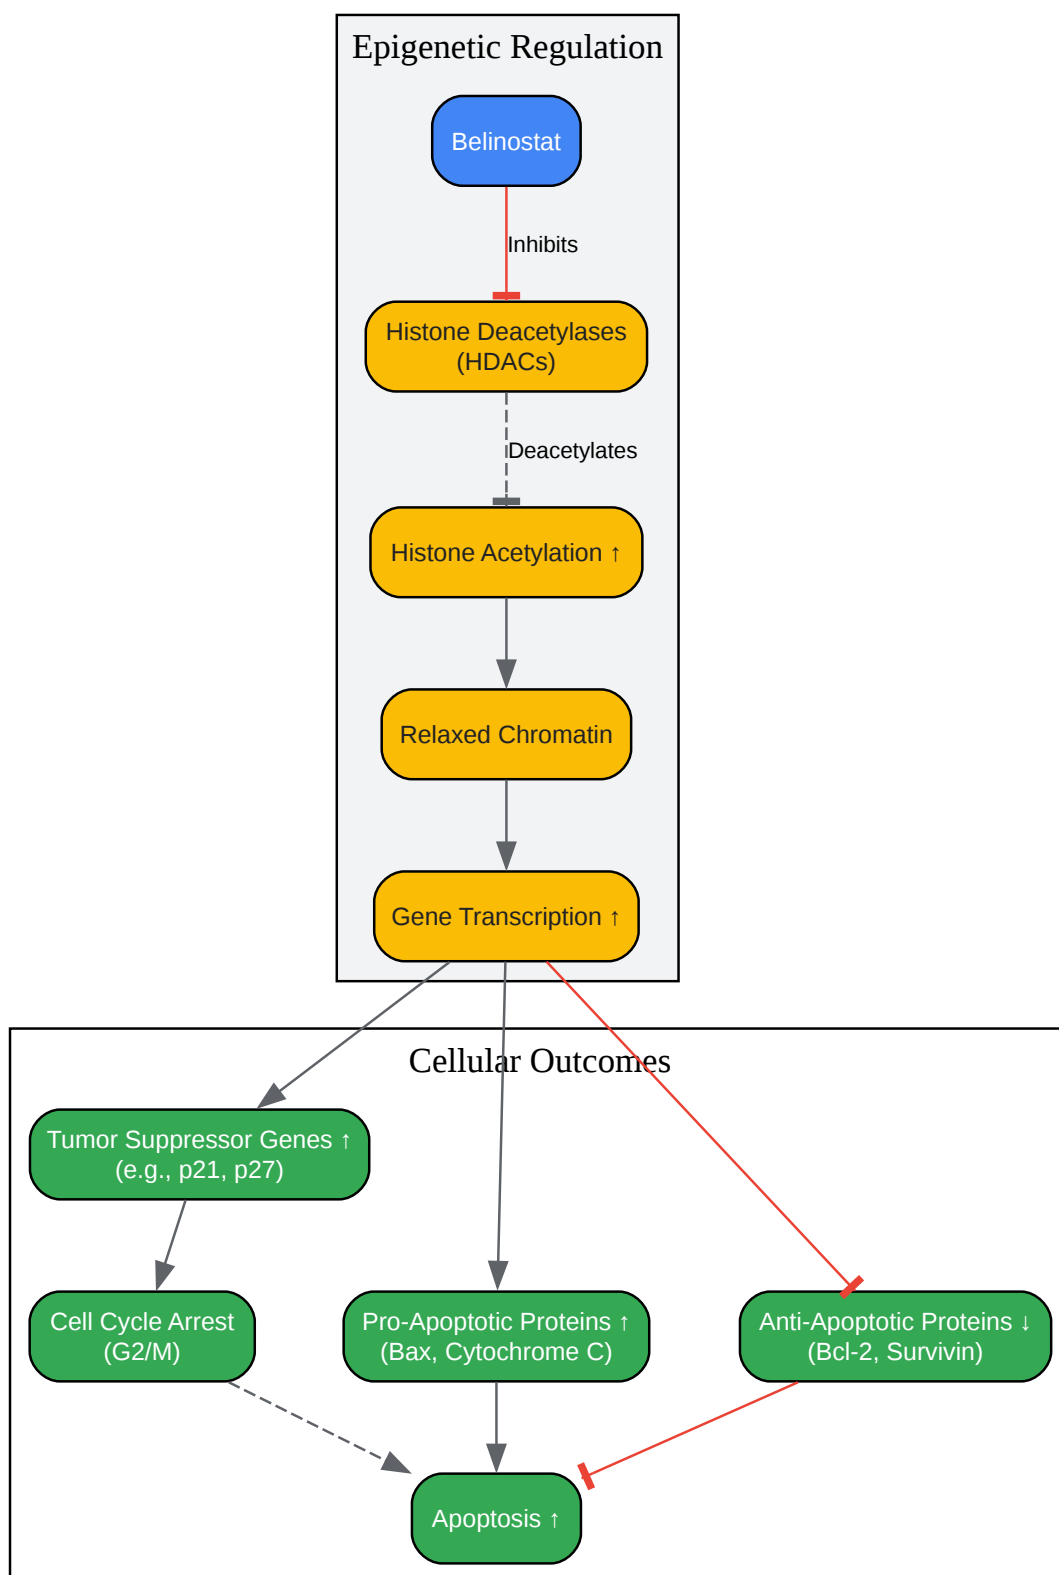 Epigenetic Regulation
Belinostat
Inhibits
Histone Deacetylases
(HDACs)
Deacetylates
Histone Acetylation ↑
Relaxed Chromatin
Gene Transcription ↑
Cellular Outcomes
Tumor Suppressor Genes ↑
(e.g., p21, p27)
Cell Cycle Arrest
(G2/M)
Pro-Apoptotic Proteins ↑
(Bax, Cytochrome C)
Anti-Apoptotic Proteins ↓
(Bcl-2, Survivin)
Apoptosis ↑